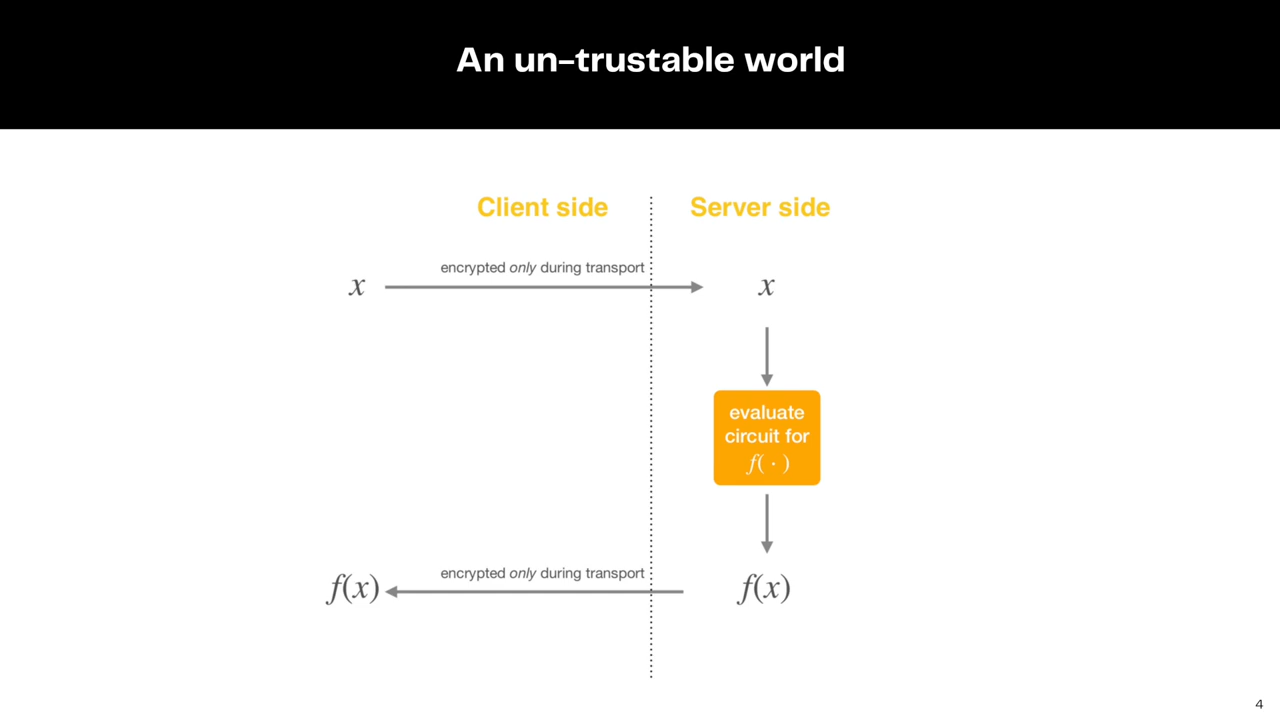 An un-trustable world
Client side
Server side
encrypted only during transport
x
x
evaluate
circuit for
f( · )
encrypted only during transport
f(x)
f(x)
4